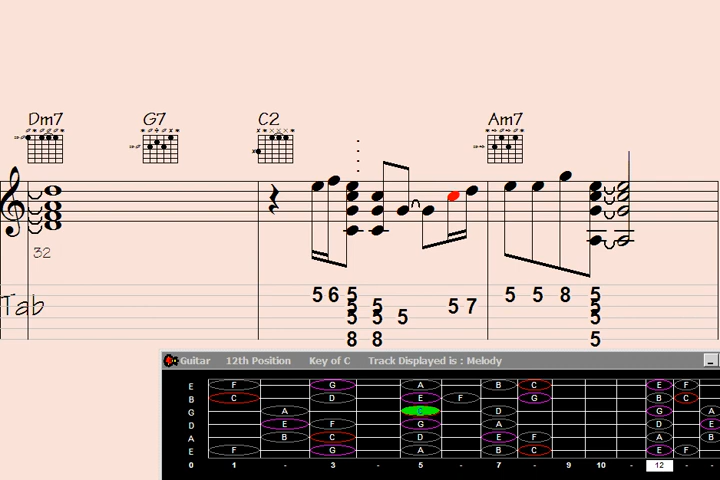 Dm7 G7 C2 Am7
32
Tab
5 6 5 5 7 5 5 8 5
5 5 5
5 5 5 5
8 8 5
Guitar 12th Position Key of C Track Displayed is : Melody
E F G A B C E F
B C D E F G B C
G A D G A
D E F G A D E
A B C D E F A B
E F G A B C E F
0 1 - 3 - 5 - 7 - 9 10 - 12 - -